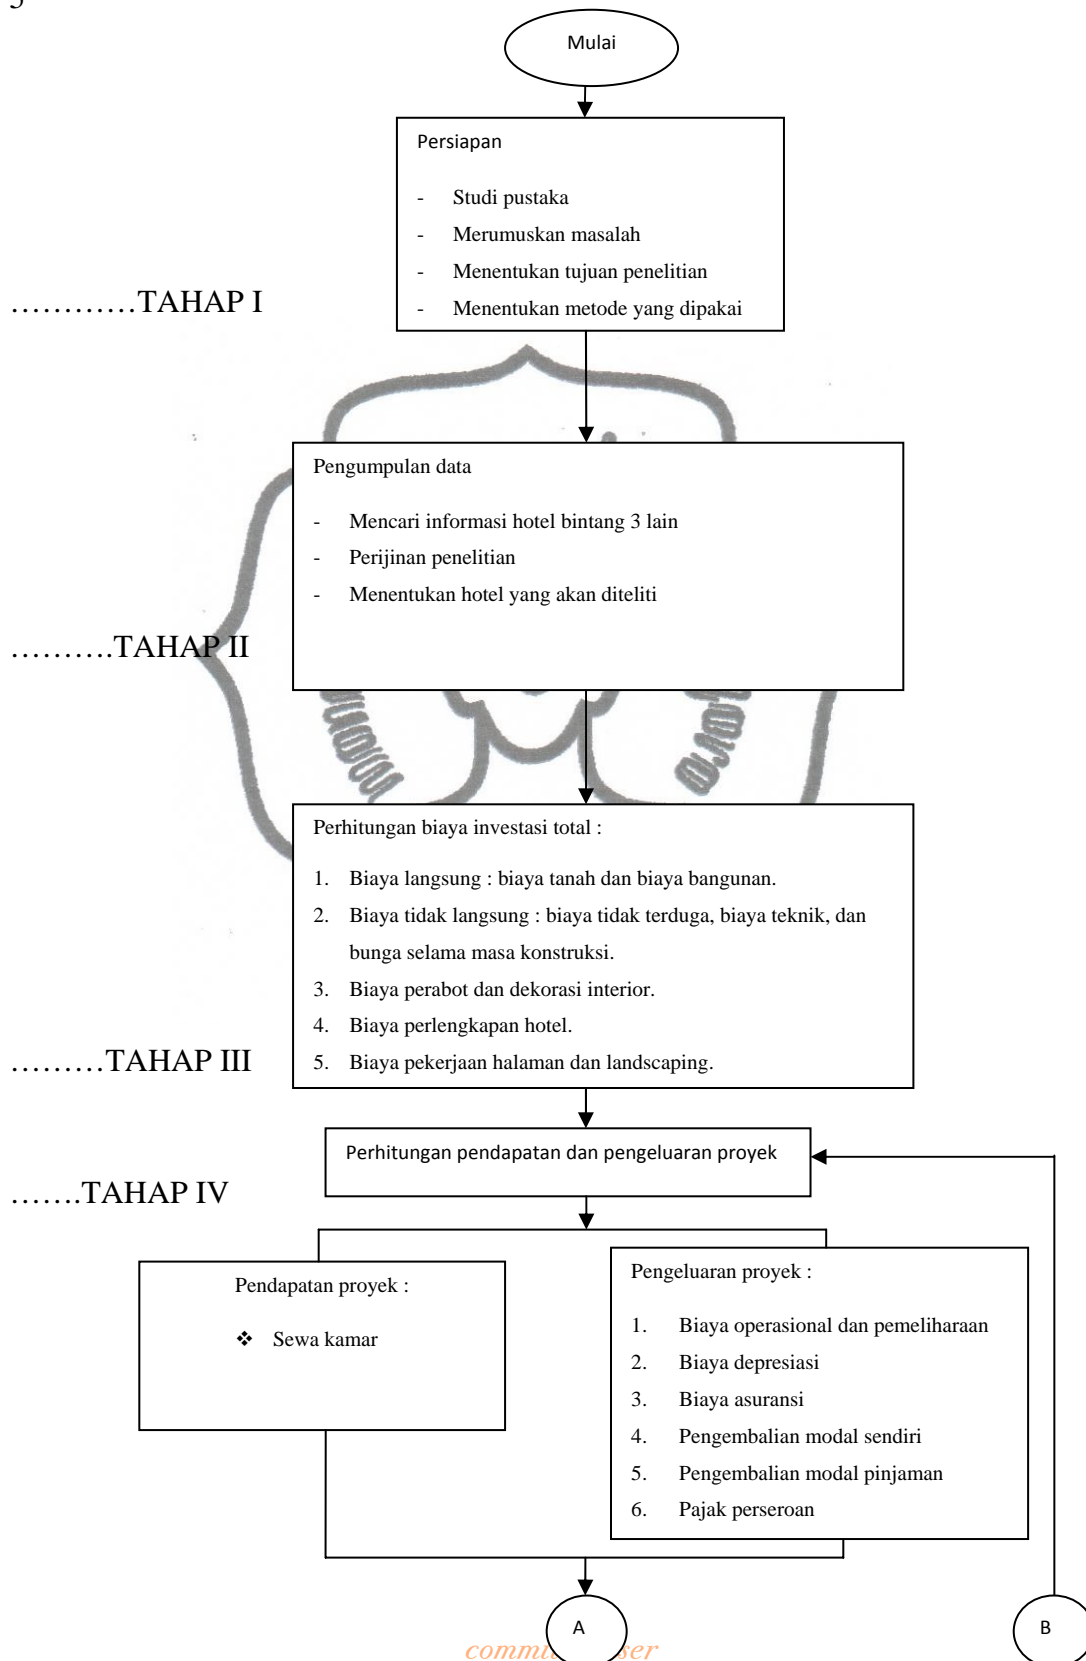 Mulai
Persiapan
- Studi pustaka
- Merumuskan masalah
- Menentukan tujuan penelitian
- Menentukan metode yang dipakai
…………TAHAP I
Pengumpulan data
- Mencari informasi hotel bintang 3 lain
- Perijinan penelitian
- Menentukan hotel yang akan diteliti
……….TAHAP II
Perhitungan biaya investasi total :
1. Biaya langsung : biaya tanah dan biaya bangunan.
2. Biaya tidak langsung : biaya tidak terduga, biaya teknik, dan
bunga selama masa konstruksi.
3. Biaya perabot dan dekorasi interior.
4. Biaya perlengkapan hotel.
5. Biaya pekerjaan halaman dan landscaping.
………TAHAP III
Perhitungan pendapatan dan pengeluaran proyek
…….TAHAP IV
Pendapatan proyek :
❖ Sewa kamar
Pengeluaran proyek :
1. Biaya operasional dan pemeliharaan
2. Biaya depresiasi
3. Biaya asuransi
4. Pengembalian modal sendiri
5. Pengembalian modal pinjaman
6. Pajak perseroan
A
B